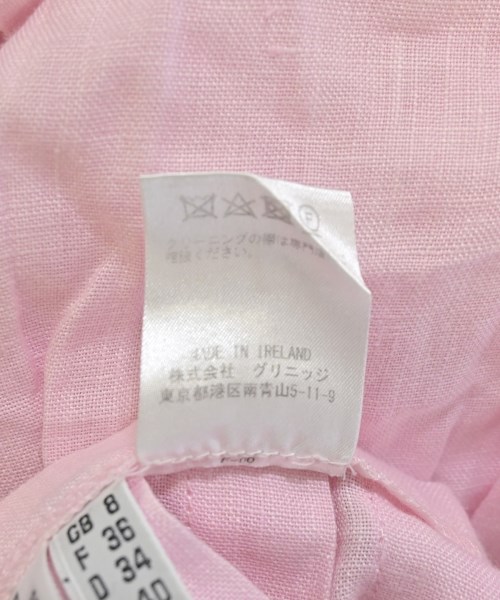 F
クリーニングの際は専門店
ください。
MADE IN IRELAND
株式会社 グリニッジ
東京都港区南青山5-11-9
GB 8
F 36
D 34
40